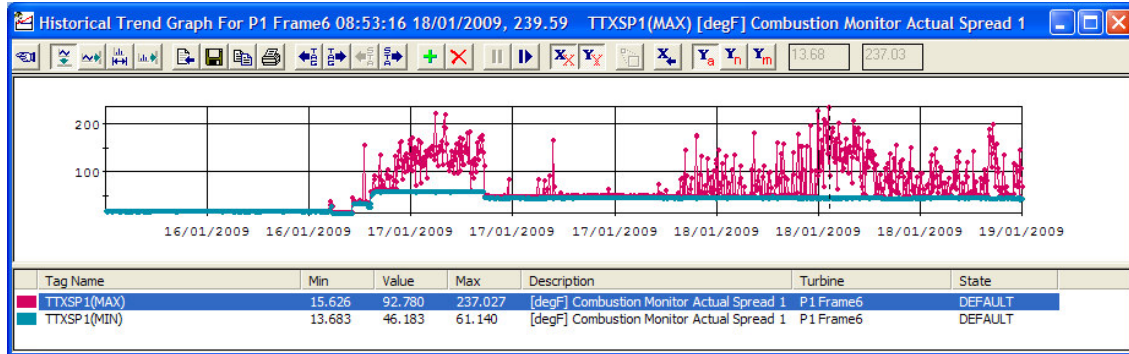 Historical Trend Graph For P1 Frame6 08:53:16 18/01/2009, 239.59 TTXSP1(MAX) [degF] Combustion Monitor Actual Spread 1
13.68 237.03
200
100
16/01/2009 16/01/2009 17/01/2009 17/01/2009 17/01/2009 18/01/2009 18/01/2009 18/01/2009 19/01/2009
Tag Name Min Value Max Description Turbine State
TTXSP1(MAX) 15.626 92.780 237.027 [degF] Combustion Monitor Actual Spread 1 P1 Frame6 DEFAULT
TTXSP1(MIN) 13.683 46.183 61.140 [degF] Combustion Monitor Actual Spread 1 P1 Frame6 DEFAULT